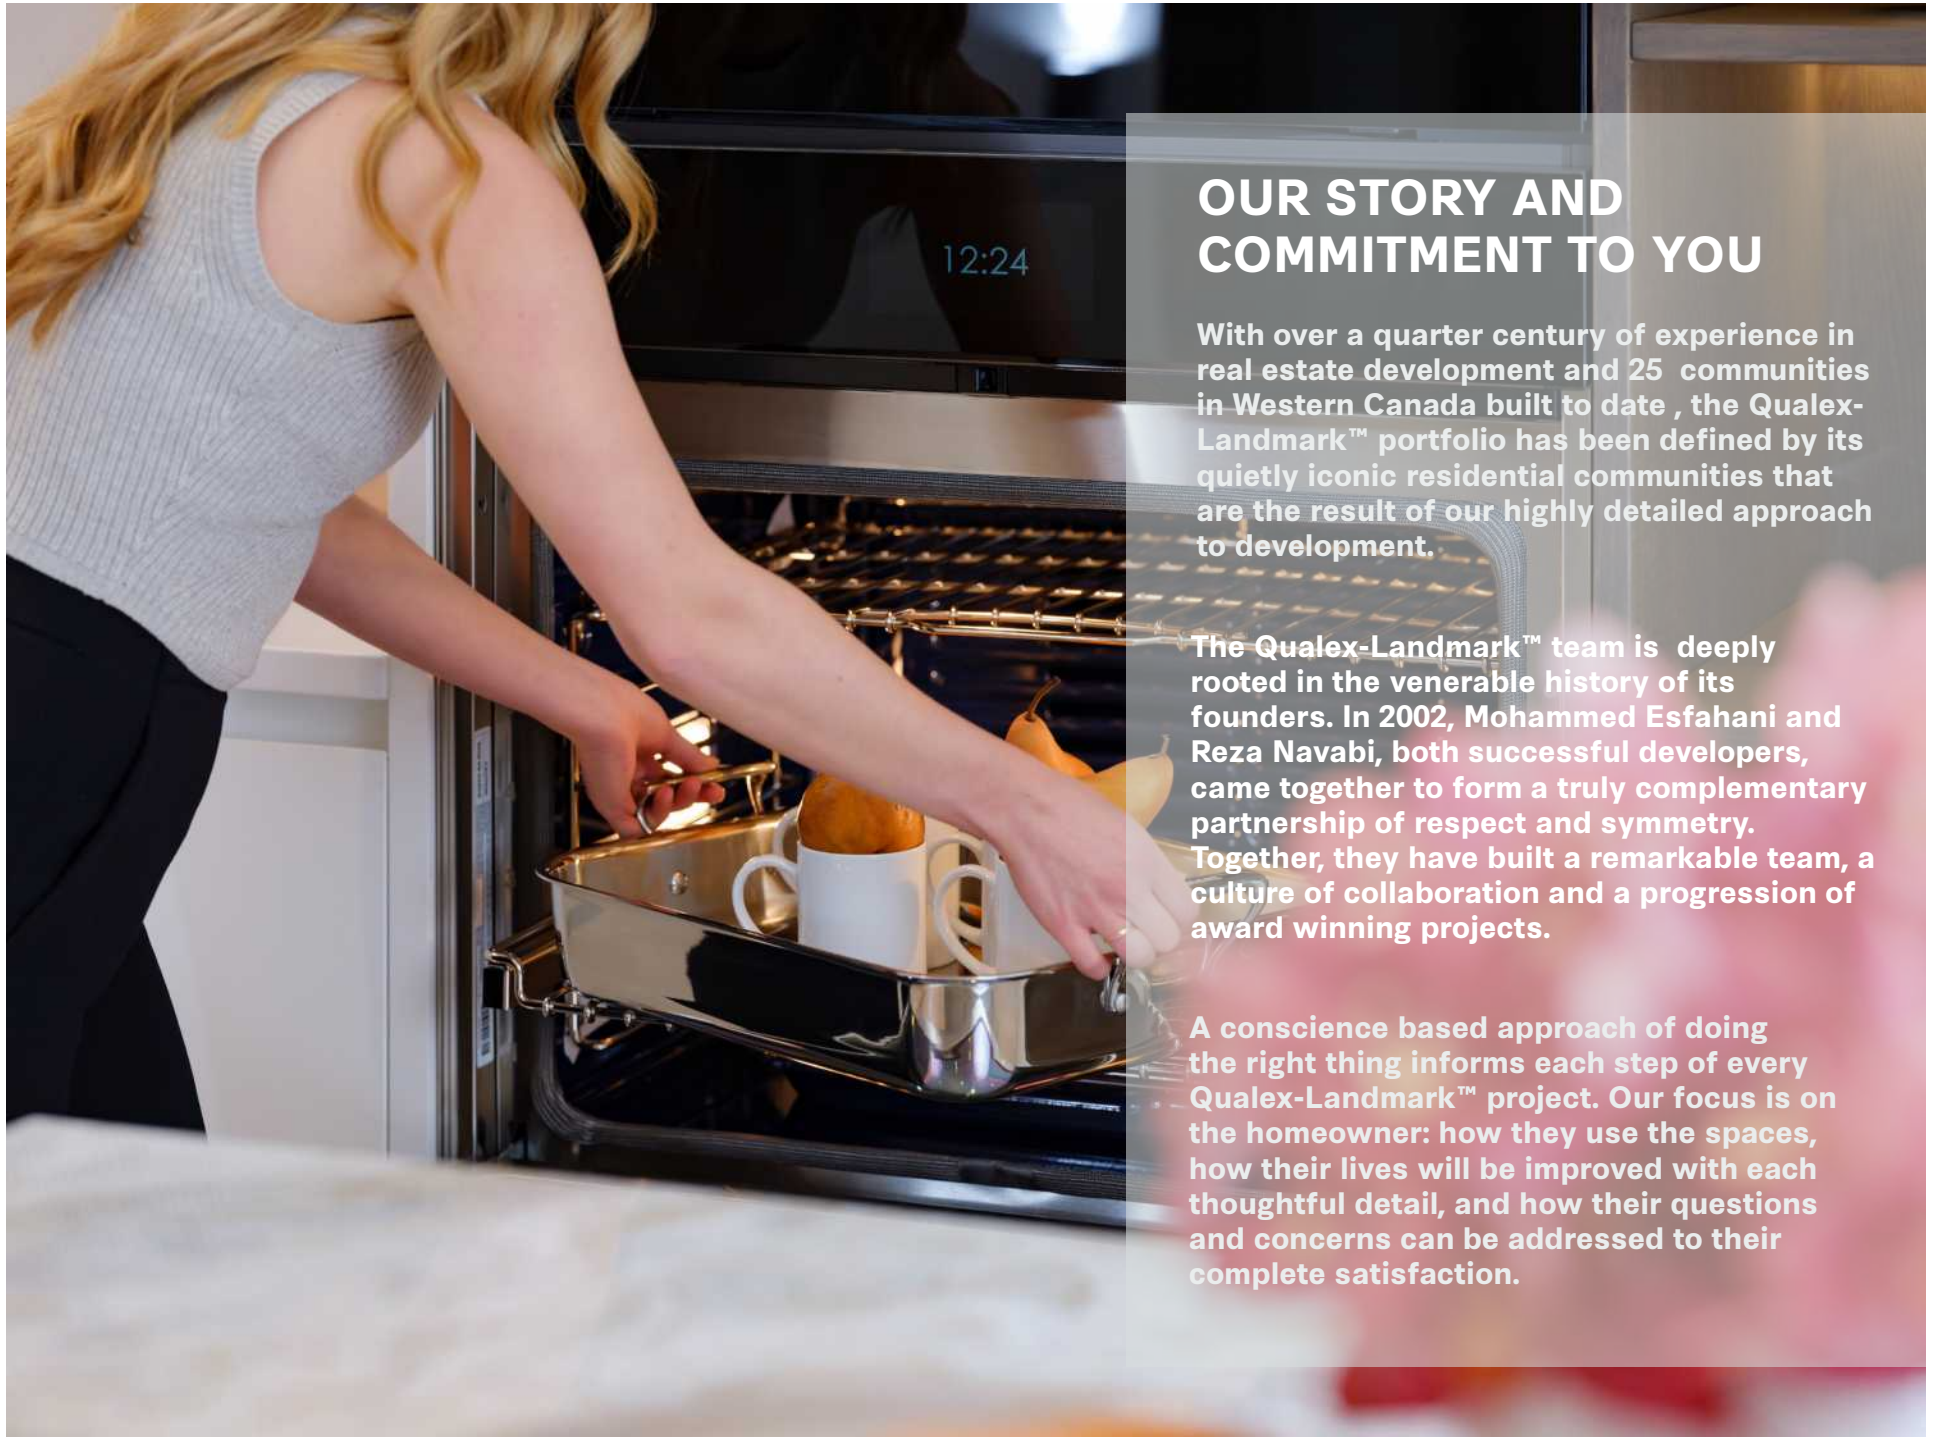 12:24
OUR STORY AND
COMMITMENT TO YOU
With over a quarter century of experience in
real estate development and 25 communities
in Western Canada built to date , the Qualex-
Landmark™ portfolio has been defined by its
quietly iconic residential communities that
are the result of our highly detailed approach
to development.
The Qualex-Landmark™ team is deeply
rooted in the venerable history of its
founders. In 2002, Mohammed Esfahani and
Reza Navabi, both successful developers,
came together to form a truly complementary
partnership of respect and symmetry.
Together, they have built a remarkable team, a
culture of collaboration and a progression of
award winning projects.
A conscience based approach of doing
the right thing informs each step of every
Qualex-Landmark™ project. Our focus is on
the homeowner: how they use the spaces,
how their lives will be improved with each
thoughtful detail, and how their questions
and concerns can be addressed to their
complete satisfaction.